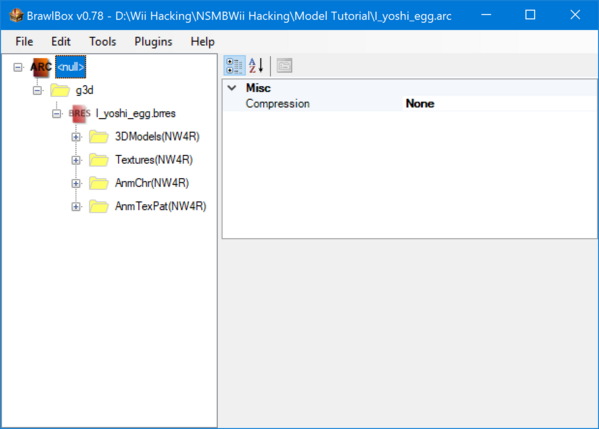 BrawlBox v0.78 - D:\Wii Hacking\NSMBWii Hacking\Model Tutorial\I_yoshi_egg.arc
File Edit Tools Plugins Help
ARC <null>
g3d
BRES I_yoshi_egg.brres
3DModels(NW4R)
Textures(NW4R)
AnmChr(NW4R)
AnmTexPat(NW4R)
A
Z
Misc
Compression None